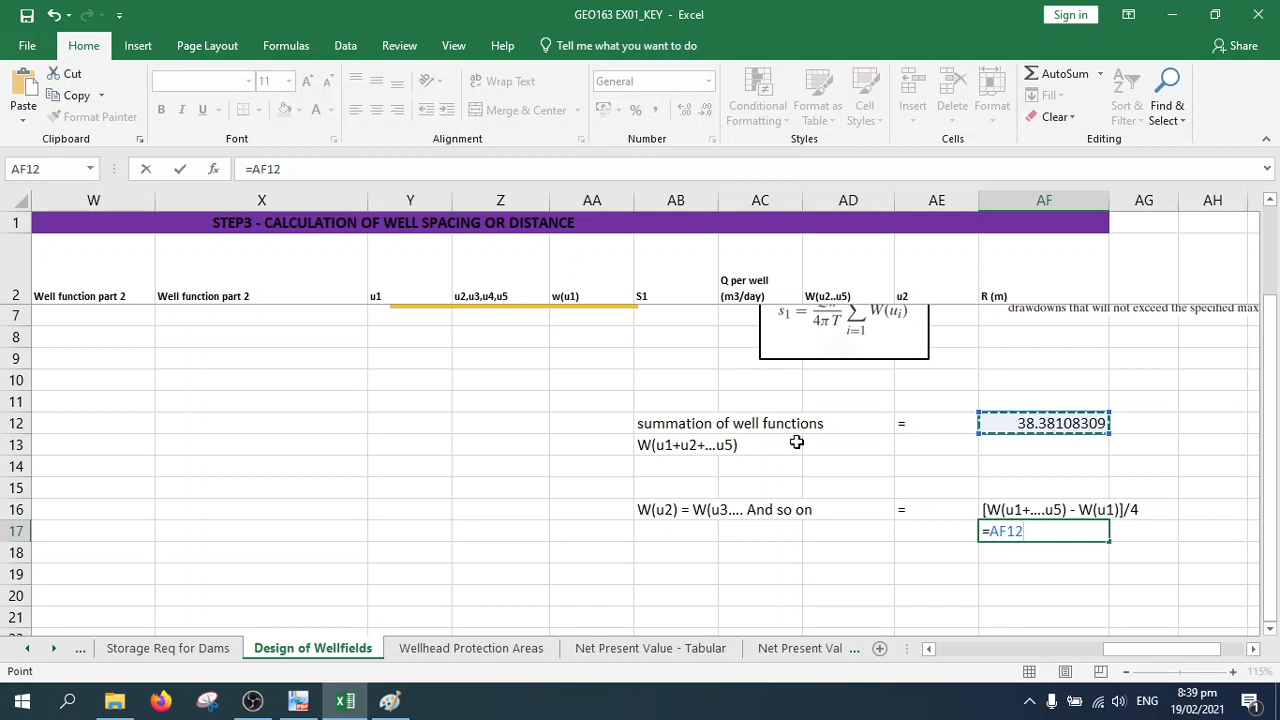 GEO163 EX01_KEY - Excel
Sign in
File Home Insert Page Layout Formulas Data Review View Help Tell me what you want to do Share
Paste Cut Copy Format Painter Clipboard
11 A A B I U A Font
Wrap Text Merge & Center Alignment
General % , Number
Conditional Formatting Format as Table Cell Styles Styles
Insert Delete Format Cells
AutoSum Fill Clear Sort & Filter Find & Select Editing
AF12 fx =AF12
W X Y Z AA AB AC AD AE AF AG AH
1 STEP3 - CALCULATION OF WELL SPACING OR DISTANCE
2 Well function part 2 Well function part 2 u1 u2,u3,u4,u5 w(u1) S1 Q per well (m3/day) W(u2..u5) u2 R (m)
7 drawdowns that will not exceed the specified max
8
9
10
11
12 summation of well functions = 38.38108309
13 W(u1+u2+...u5)
14
15
16 W(u2) = W(u3.... And so on = [W(u1+....u5) - W(u1)]/4
17 =AF12
18
19
20
21
... Storage Req for Dams Design of Wellfields Wellhead Protection Areas Net Present Value - Tabular Net Present Val ...
Point 115%
ENG 8:39 pm 19/02/2021 1